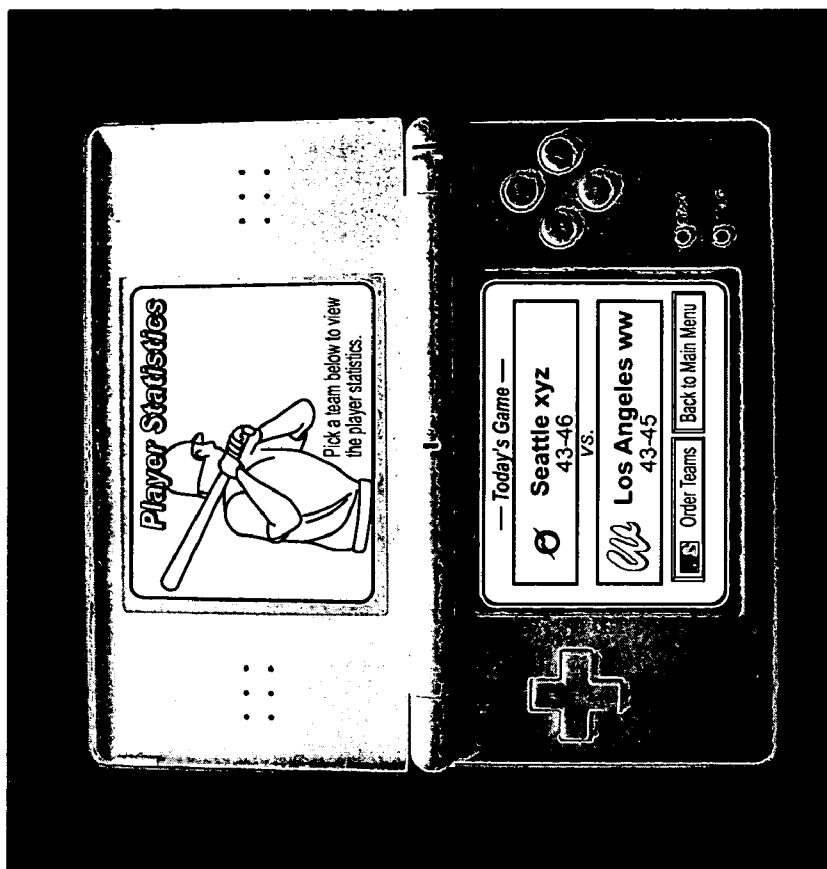 Player Statistics
Pick a team below to view
the player statistics.
— Today's Game —
Seattle xyz
43-46
vs.
Los Angeles ww
43-45
Order Teams
Back to Main Menu